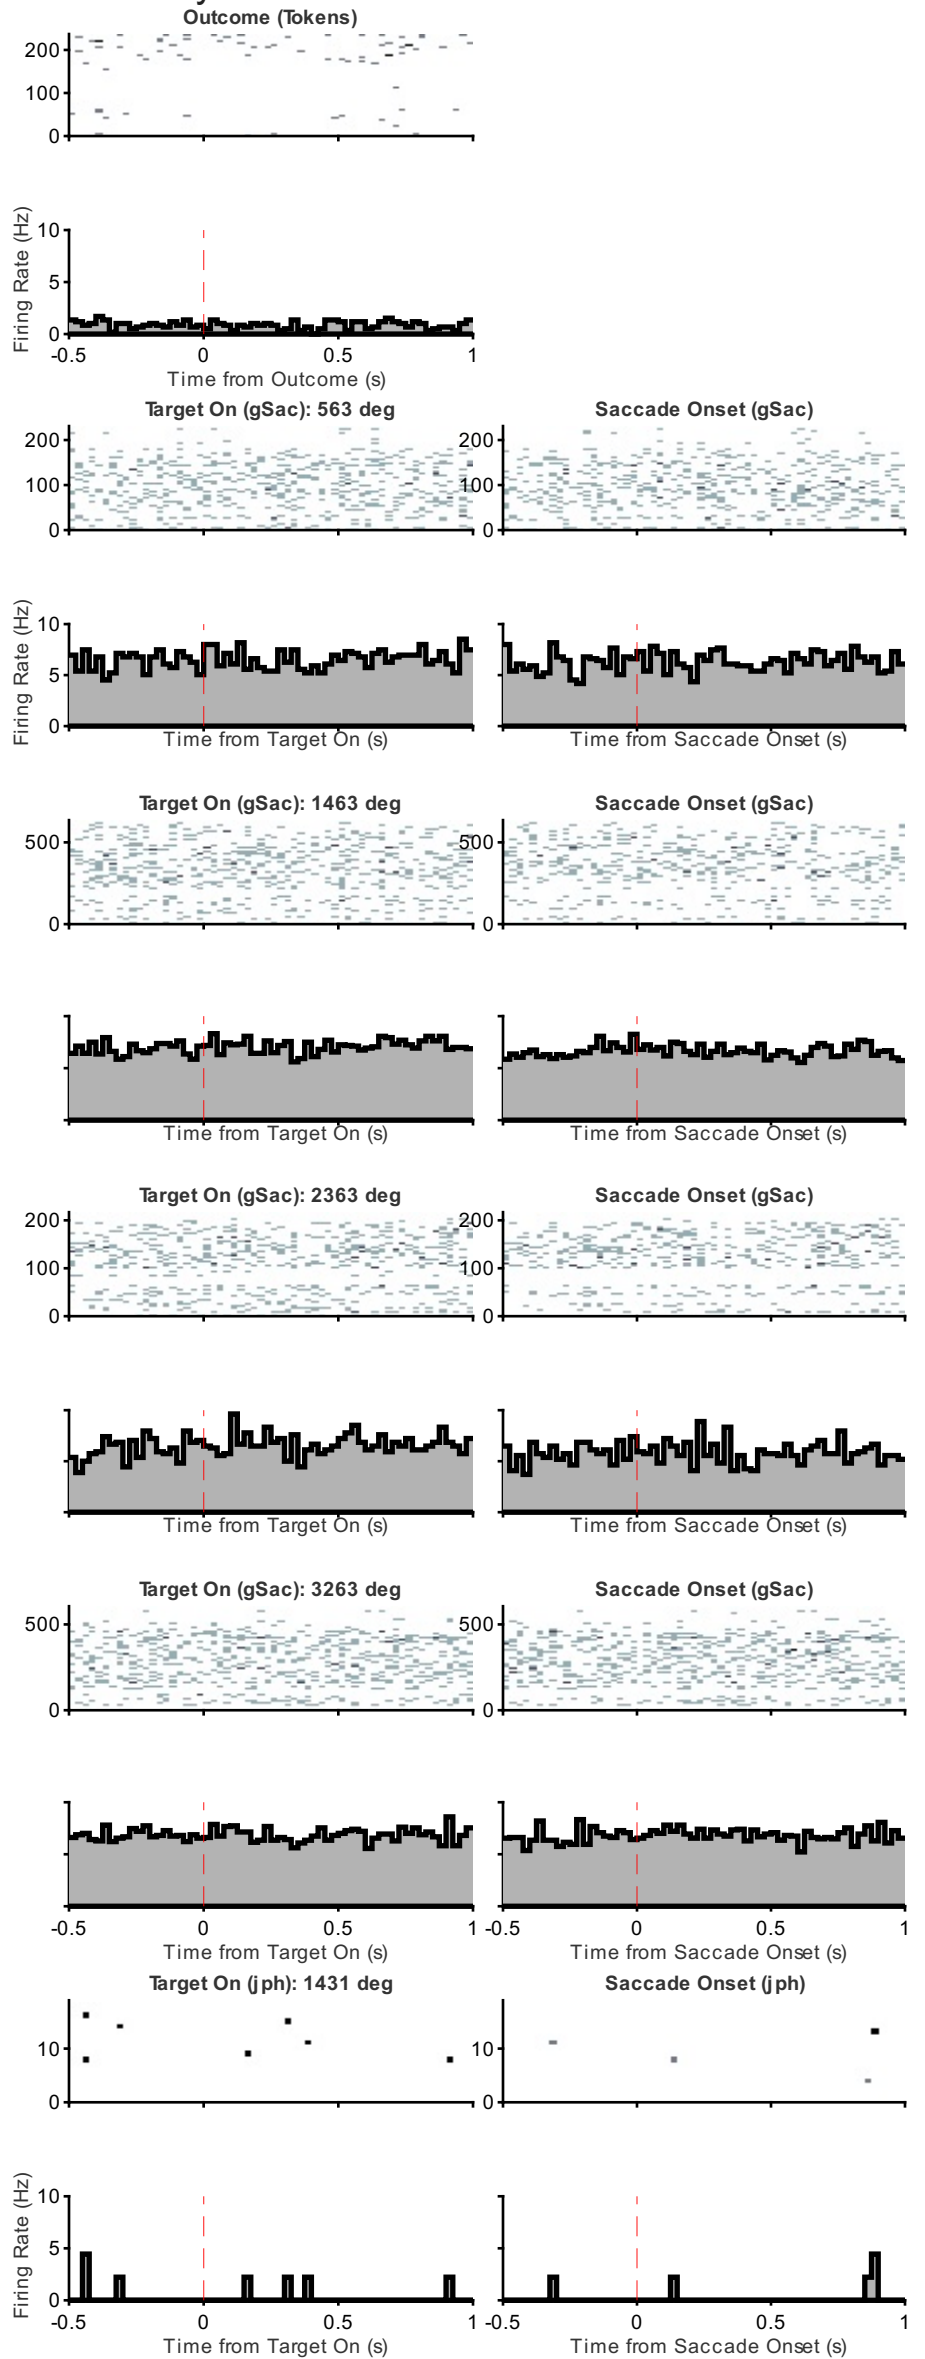 Outcome (Tokens)
200
100
0
Firing Rate (Hz)
10
5
0
-0.5 0 0.5 1
Time from Outcome (s)
Target On (gSac): 563 deg Saccade Onset (gSac)
200 200
100 100
0 0
Firing Rate (Hz)
10
5
0
Time from Target On (s) Time from Saccade Onset (s)
Target On (gSac): 1463 deg Saccade Onset (gSac)
500 500
0 0
Time from Target On (s) Time from Saccade Onset (s)
Target On (gSac): 2363 deg Saccade Onset (gSac)
200 200
100 100
0 0
Time from Target On (s) Time from Saccade Onset (s)
Target On (gSac): 3263 deg Saccade Onset (gSac)
500 500
0 0
-0.5 0 0.5 1 -0.5 0 0.5 1
Time from Target On (s) Time from Saccade Onset (s)
Target On (jph): 1431 deg Saccade Onset (jph)
10 10
0 0
Firing Rate (Hz)
10
5
0
-0.5 0 0.5 1 -0.5 0 0.5 1
Time from Target On (s) Time from Saccade Onset (s)